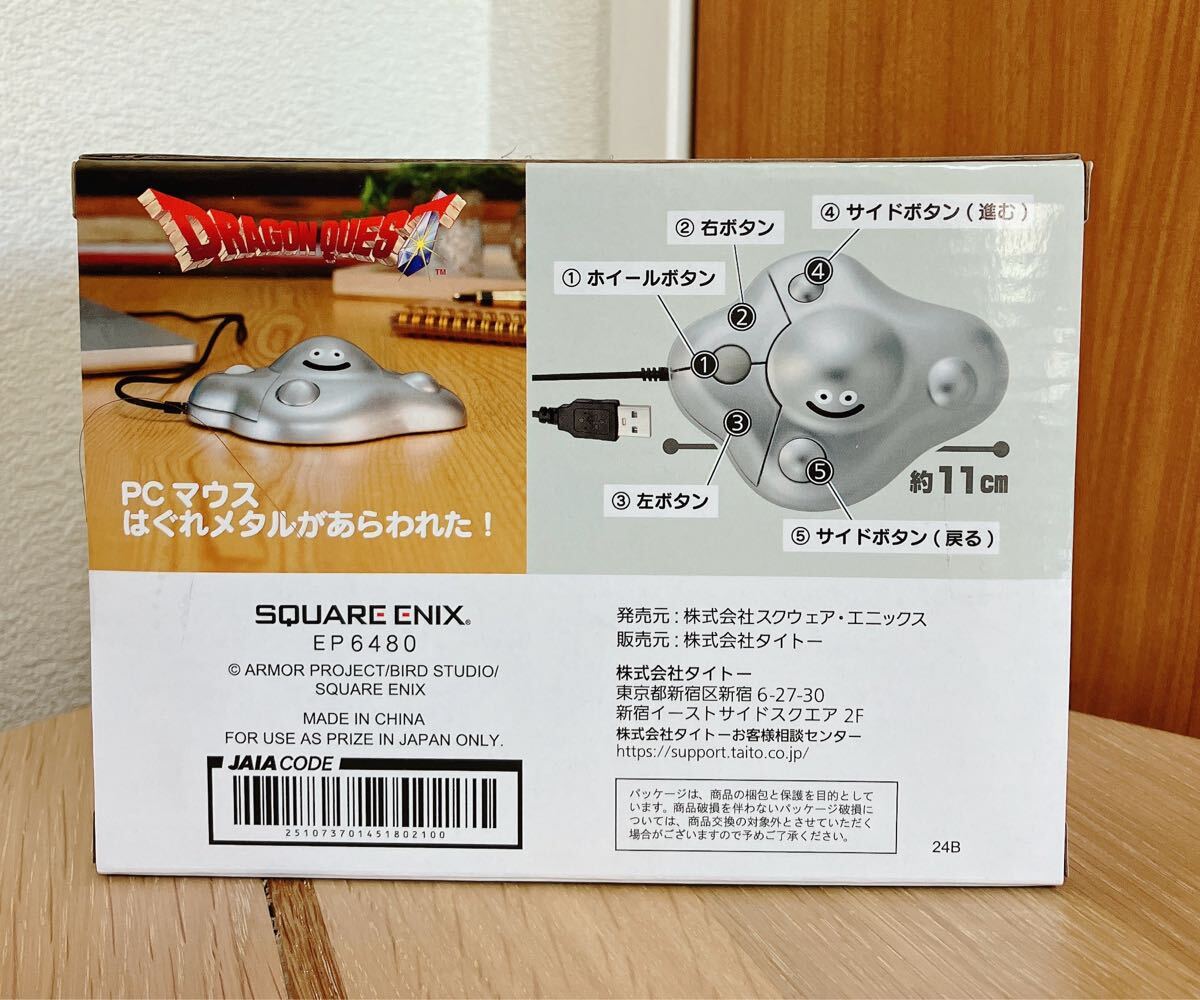 DRAGON QUEST
TM
PCマウス
はぐれメタルがあらわれた！
④ サイドボタン(進む)
② 右ボタン
① ホイールボタン
④
②
①
③
⑤
約11cm
③ 左ボタン
⑤ サイドボタン(戻る)
SQUARE ENIX®
EP6480
© ARMOR PROJECT/BIRD STUDIO/
SQUARE ENIX
MADE IN CHINA
FOR USE AS PRIZE IN JAPAN ONLY.
JAIA CODE
251073701451802100
発売元：株式会社スクウェア・エニックス
販売元：株式会社タイトー
株式会社タイトー
東京都新宿区新宿 6-27-30
新宿イーストサイドスクエア 2F
株式会社タイトーお客様相談センター
https://support.taito.co.jp/
パッケージは、商品の梱包と保護を目的として
います。商品破損を伴わないパッケージ破損に
ついては、商品交換の対象外とさせていただく
場合がございますので予めご了承ください。
24B